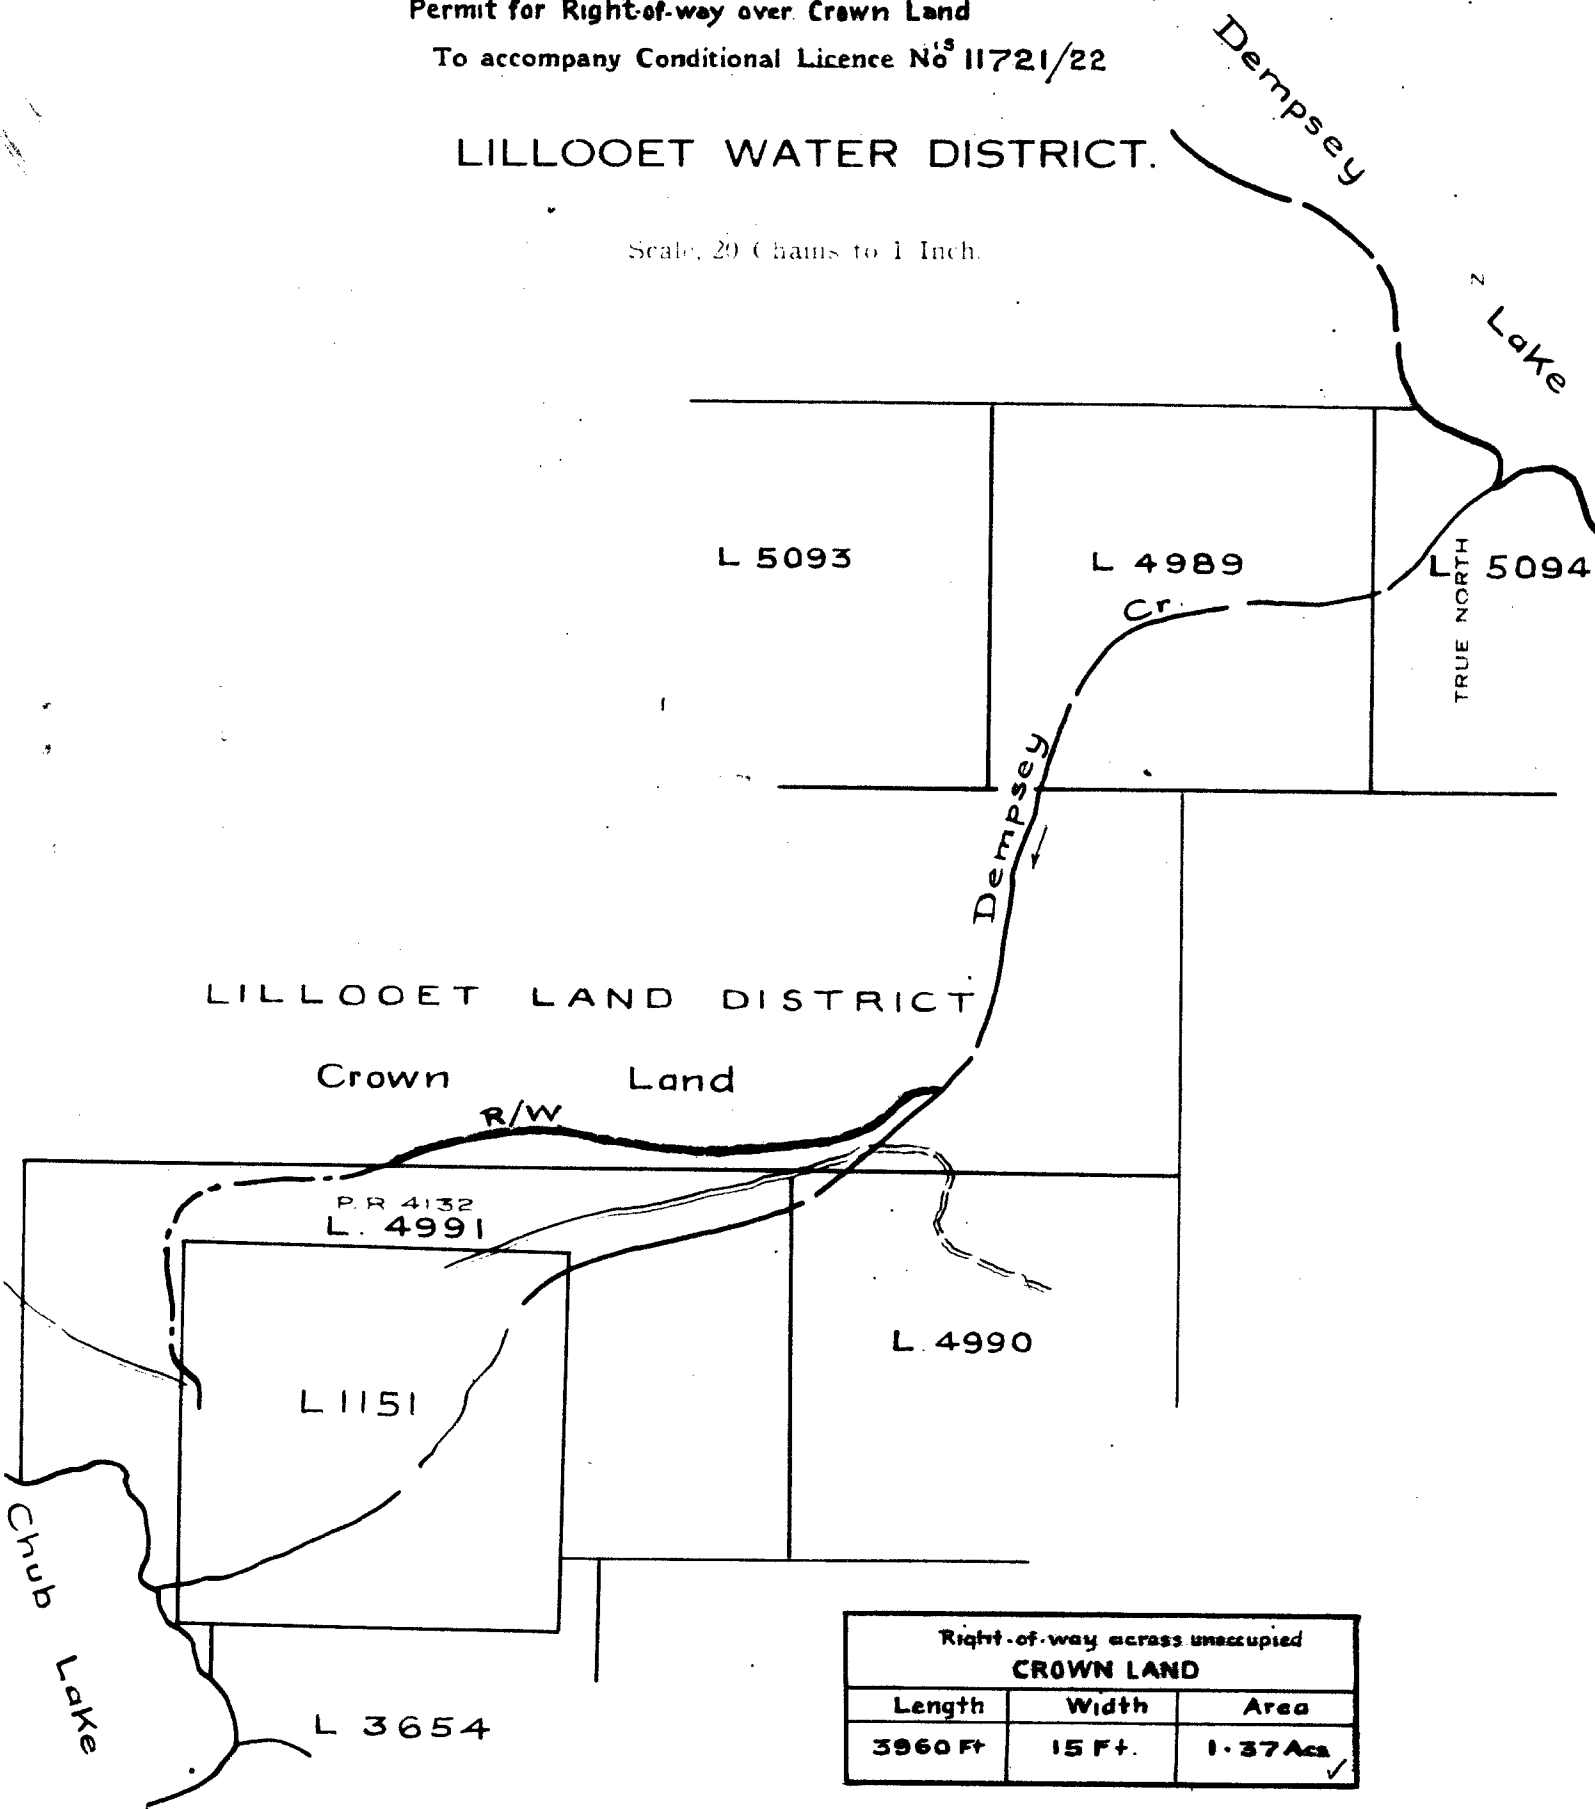 Permit for Right-of-way over Crown Land
To accompany Conditional Licence No's 11721/22
LILLOOET WATER DISTRICT.
Scale, 20 Chains to 1 Inch.
Dempsey
Lake
N
TRUE NORTH
L 5093
L 4989
L 5094
Cr.
Dempsey
LILLOOET LAND DISTRICT
Crown Land
R/W
P. R 4132
L. 4991
L. 4990
L 1151
Chub
Lake
L 3654
Right-of-way across unoccupied
CROWN LAND
Length Width Area
3960 Ft 15 Ft. 1.37 Acs